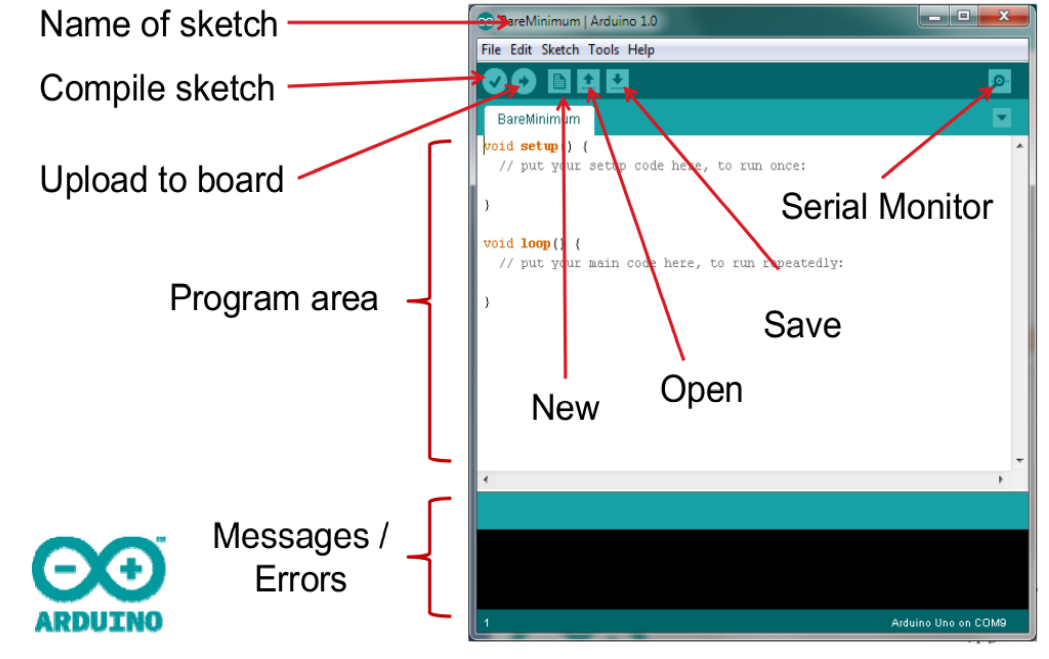 Name of sketch
BareMinimum | Arduino 1.0
File Edit Sketch Tools Help
Compile sketch
BareMinimum
void setup() {
// put your setup code here, to run once:
Upload to board
}
Serial Monitor
void loop() {
// put your main code here, to run repeatedly:
Program area
}
Save
Open
New
Messages /
Errors
ARDUINO
TM
1
Arduino Uno on COM9